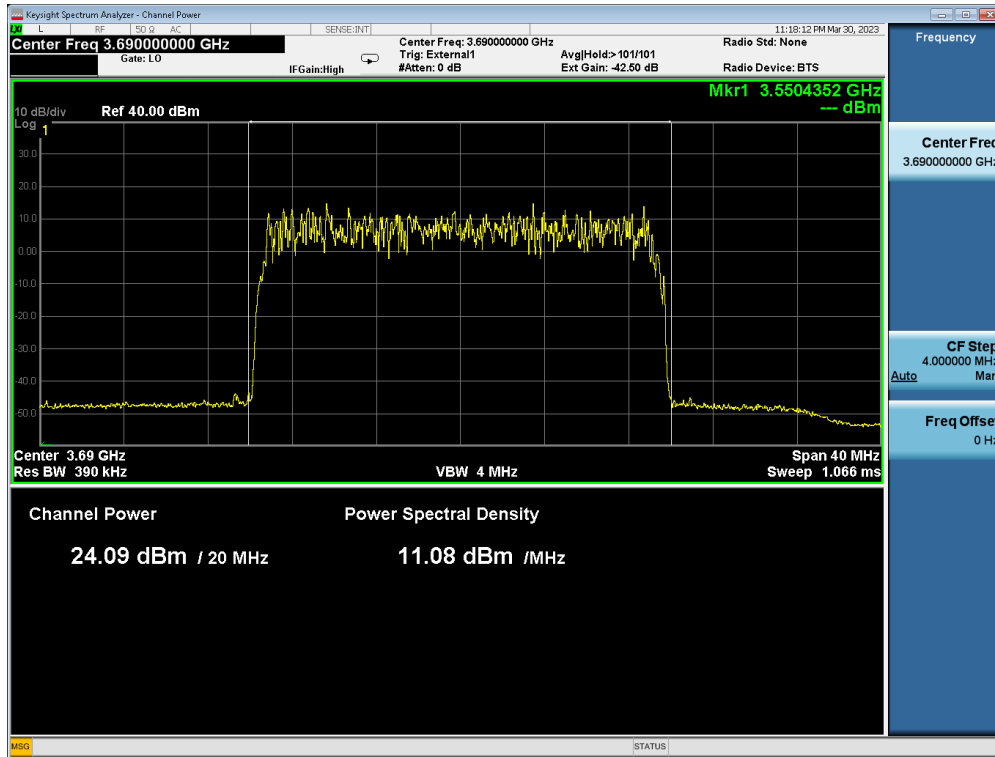 Keysight Spectrum Analyzer - Channel Power
LXI L RF 50 Ω AC SENSE:INT 11:18:12 PM Mar 30, 2023
Center Freq 3.690000000 GHz
Gate: LO
IFGain:High
Center Freq: 3.690000000 GHz
Trig: External1 Avg|Hold:>101/101
#Atten: 0 dB Ext Gain: -42.50 dB
Radio Std: None
Radio Device: BTS
Mkr1 3.5504352 GHz
--- dBm
10 dB/div Ref 40.00 dBm
Log
1
30.0
20.0
10.0
0.00
-10.0
-20.0
-30.0
-40.0
-50.0
Center 3.69 GHz Span 40 MHz
Res BW 390 kHz VBW 4 MHz Sweep 1.066 ms
Channel Power Power Spectral Density
24.09 dBm / 20 MHz 11.08 dBm /MHz
Frequency
Center Freq
3.690000000 GHz
CF Step
4.000000 MHz
Auto Man
Freq Offset
0 Hz
MSG STATUS